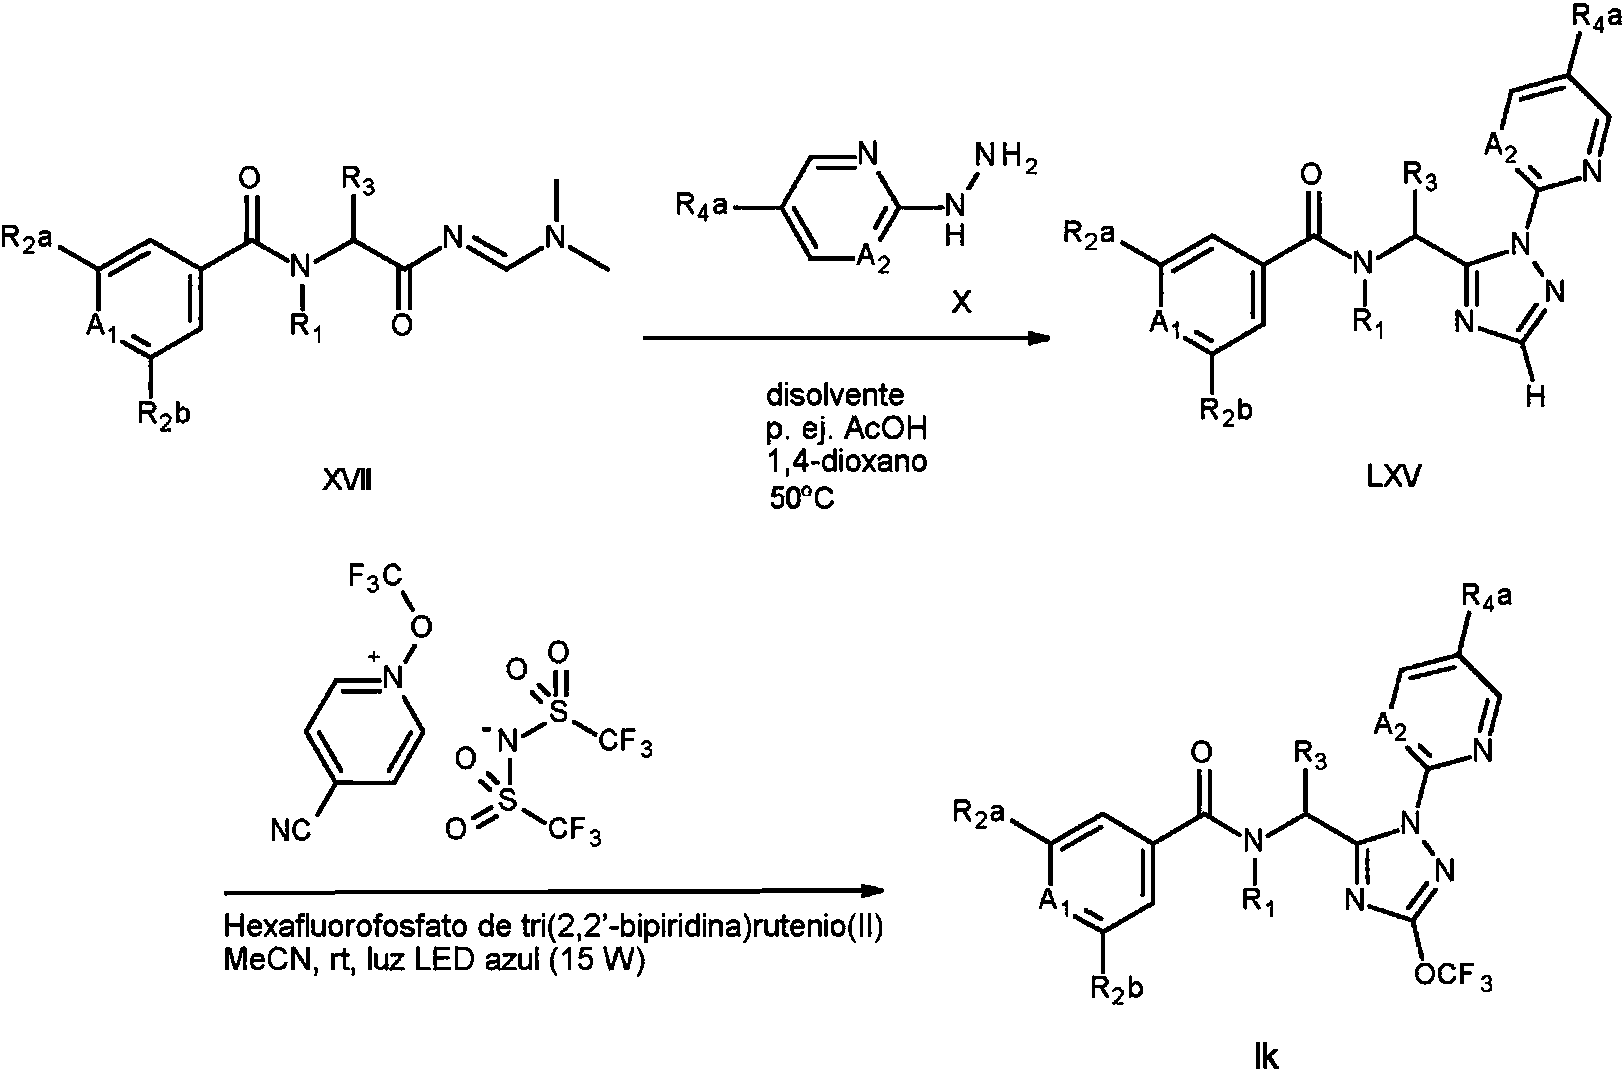 R4a
R2a
O
R3
N
N
A1
N
R1
O
R2b
XVII
R4a
N
A2
N
H
NH2
X
disolvente
p. ej. AcOH
1,4-dioxano
50ºC
A2
N
R2a
O
R3
N
N
A1
N
R1
N
H
R2b
LXV
F3C
O
+
N
NC
O
O
S
-
N
CF3
O
S
O
CF3
Hexafluorofosfato de tri(2,2'-bipiridina)rutenio(II)
MeCN, rt, luz LED azul (15 W)
R4a
A2
N
R2a
O
R3
N
N
N
A1
R1
N
OCF3
R2b
Ik